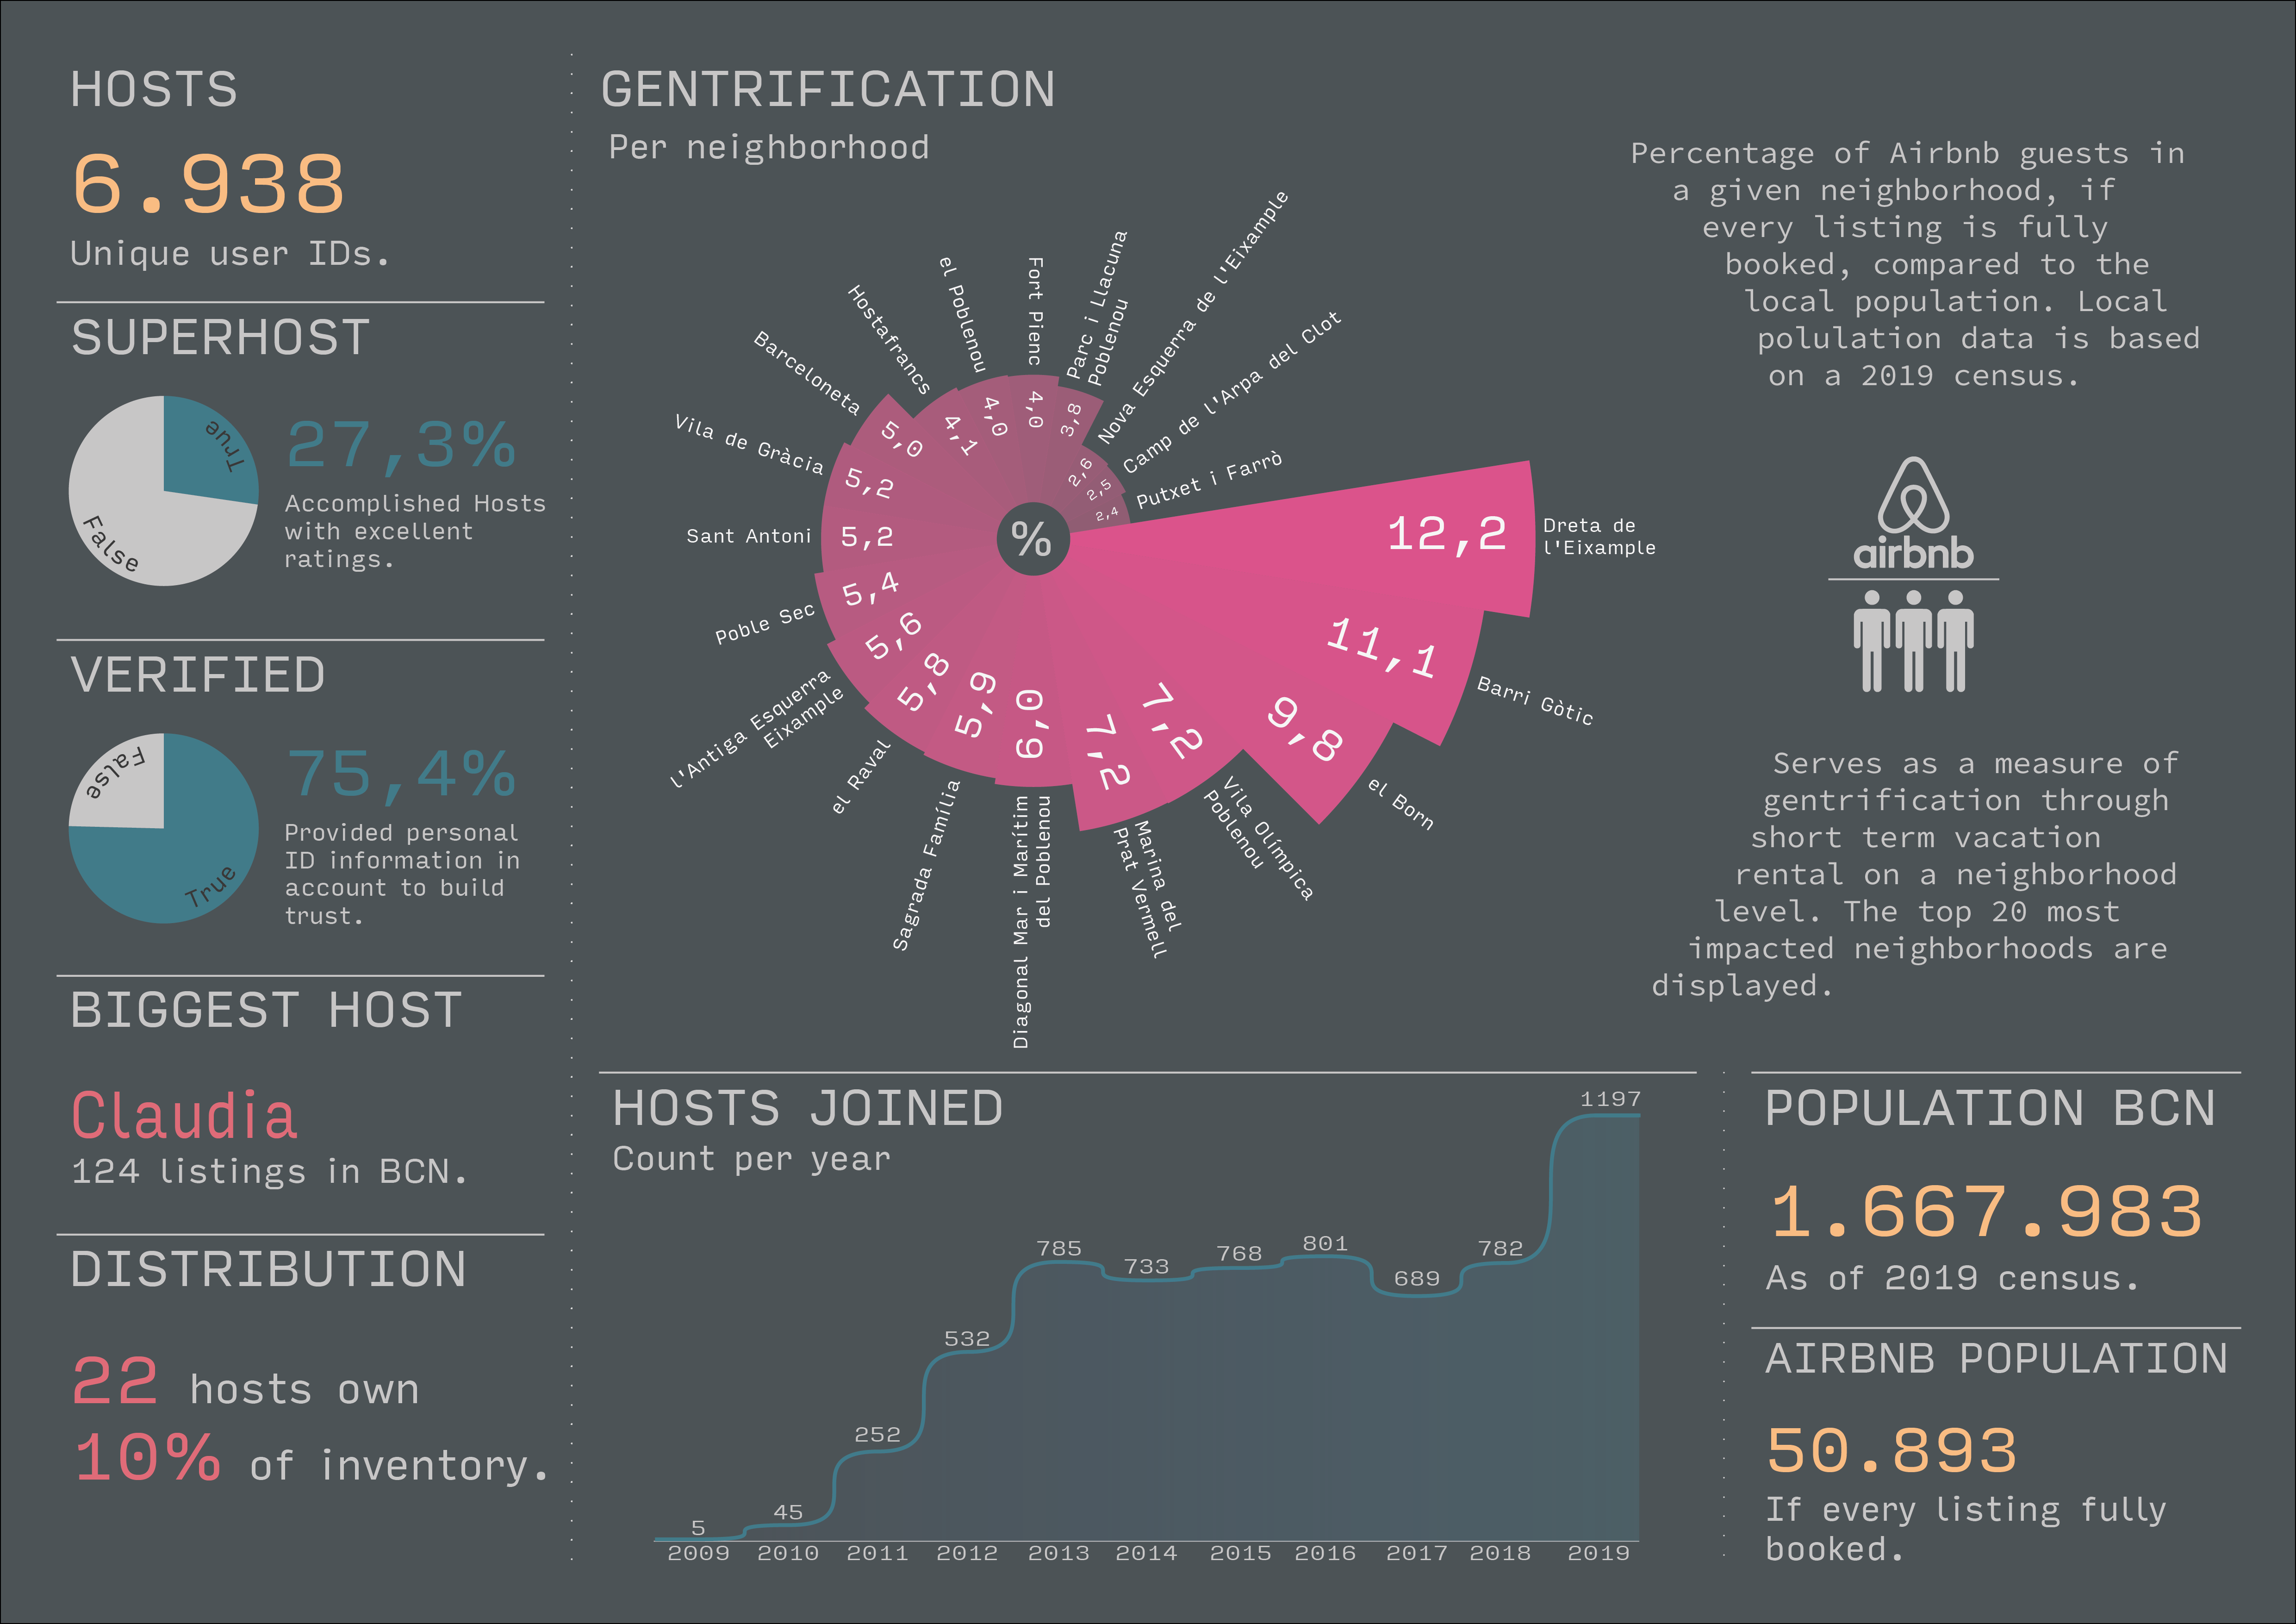 HOSTS
6.938
Unique user IDs.
SUPERHOST
True
False
27,3%
Accomplished Hosts
with excellent
ratings.
VERIFIED
False
True
75,4%
Provided personal
ID information in
account to build
trust.
BIGGEST HOST
Claudia
124 listings in BCN.
DISTRIBUTION
22 hosts own
10% of inventory.
GENTRIFICATION
Per neighborhood
%
12,2
Dreta de
l'Eixample
11,1
Barri Gòtic
9,8
el Born
7,2
Vila Olímpica
Poblenou
7,2
Marina del
Prat Vermell
6,0
Diagonal Mar i Marítim
del Poblenou
5,9
Sagrada Família
5,8
el Raval
5,6
l'Antiga Esquerra
Eixample
5,4
Poble Sec
5,2
Sant Antoni
5,2
Vila de Gràcia
5,0
Barceloneta
4,1
Hostafrancs
4,0
el Poblenou
4,0
Fort Pienc
3,8
Parc i Llacuna
Poblenou
2,6
Nova Esquerra de l'Eixample
2,5
Camp de l'Arpa del Clot
2,4
Putxet i Farrò
Percentage of Airbnb guests in
a given neighborhood, if
every listing is fully
booked, compared to the
local population. Local
polulation data is based
on a 2019 census.
airbnb
Serves as a measure of
gentrification through
short term vacation
rental on a neighborhood
level. The top 20 most
impacted neighborhoods are
displayed.
HOSTS JOINED
Count per year
5
45
252
532
785
733
768
801
689
782
1197
2009 2010 2011 2012 2013 2014 2015 2016 2017 2018 2019
POPULATION BCN
1.667.983
As of 2019 census.
AIRBNB POPULATION
50.893
If every listing fully
booked.